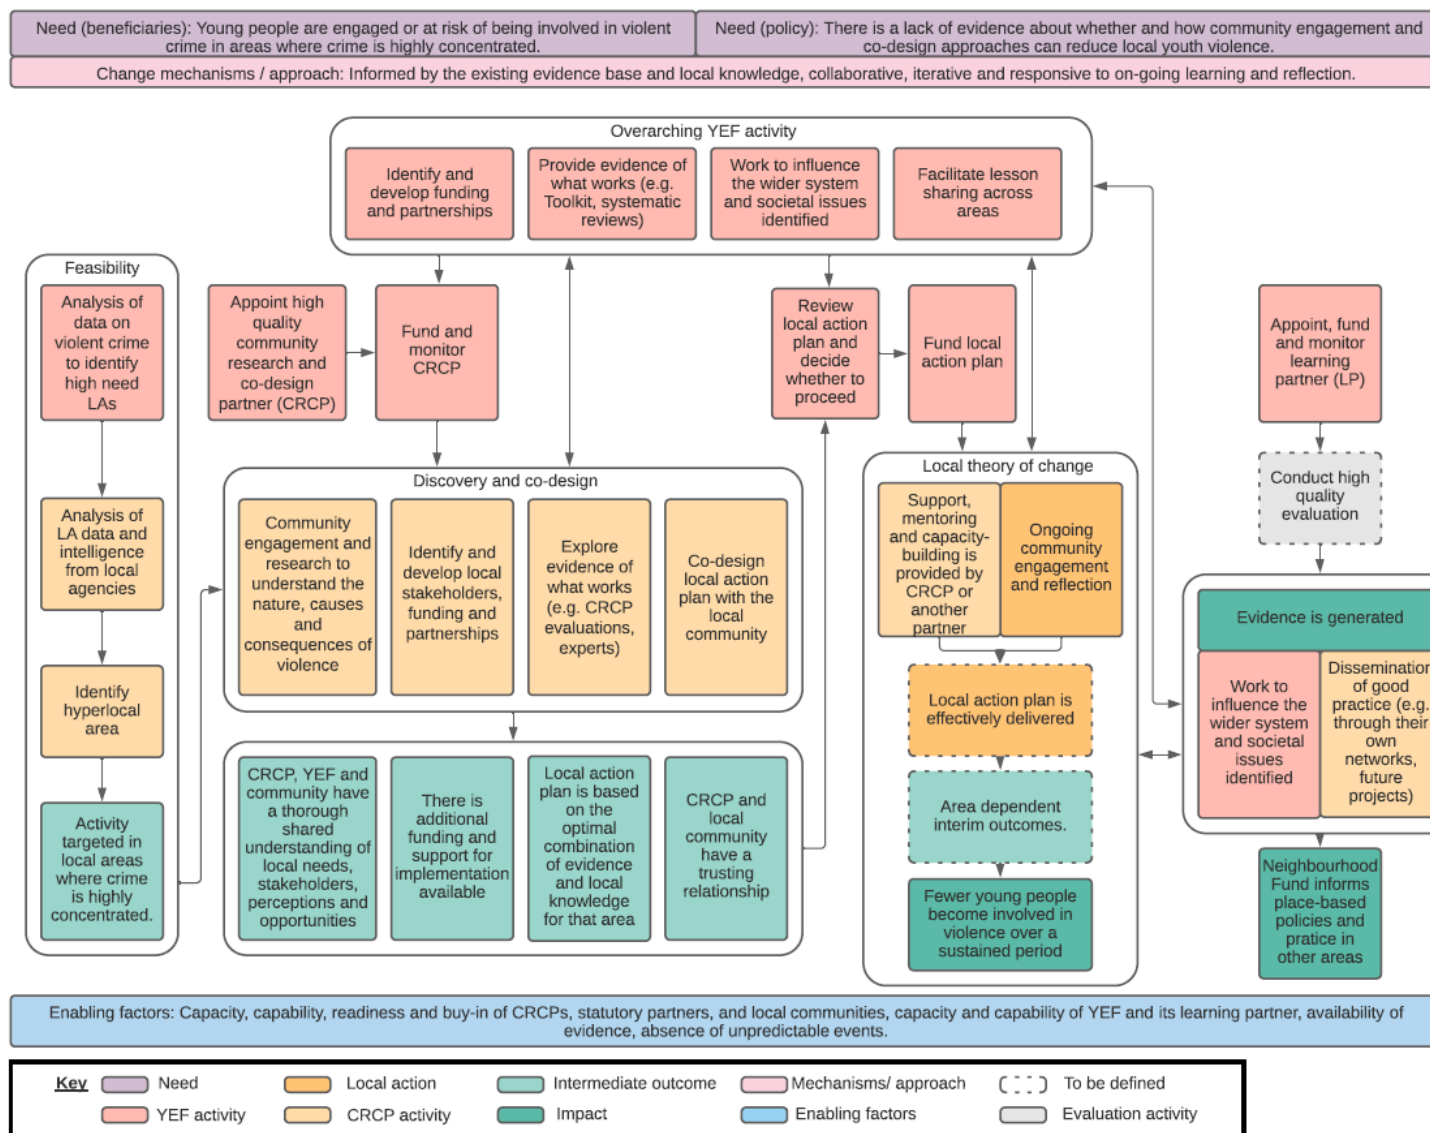 Need (beneficiaries): Young people are engaged or at risk of being involved in violent
crime in areas where crime is highly concentrated.
Need (policy): There is a lack of evidence about whether and how community engagement and
co-design approaches can reduce local youth violence.
Change mechanisms / approach: Informed by the existing evidence base and local knowledge, collaborative, iterative and responsive to on-going learning and reflection.
Overarching YEF activity
Identify and
develop funding
and partnerships
Provide evidence of
what works (e.g.
Toolkit, systematic
reviews)
Work to influence
the wider system
and societal issues
identified
Facilitate lesson
sharing across
areas
Feasibility
Analysis of
data on
violent crime
to identify
high need
LAs
Analysis of
LA data and
intelligence
from local
agencies
Identify
hyperlocal
area
Activity
targeted in
local areas
where crime
is highly
concentrated.
Appoint high
quality
community
research and
co-design
partner (CRCP)
Fund and
monitor
CRCP
Review
local action
plan and
decide
whether to
proceed
Fund local
action plan
Appoint, fund
and monitor
learning
partner (LP)
Discovery and co-design
Community
engagement and
research to
understand the
nature, causes
and
consequences of
violence
Identify and
develop local
stakeholders,
funding and
partnerships
Explore
evidence of
what works
(e.g. CRCP
evaluations,
experts)
Co-design
local action
plan with the
local
community
CRCP, YEF and
community have
a thorough
shared
understanding of
local needs,
stakeholders,
perceptions and
opportunities
There is
additional
funding and
support for
implementation
available
Local action
plan is based
on the
optimal
combination
of evidence
and local
knowledge
for that area
CRCP and
local
community
have a
trusting
relationship
Local theory of change
Support,
mentoring
and capacity-
building is
provided by
CRCP or
another
partner
Ongoing
community
engagement
and reflection
Local action plan is
effectively delivered
Area dependent
interim outcomes.
Fewer young people
become involved in
violence over a
sustained period
Conduct high
quality
evaluation
Evidence is generated
Work to
influence the
wider system
and societal
issues
identified
Dissemination
of good
practice (e.g.
through their
own
networks,
future
projects)
Neighbourhood
Fund informs
place-based
policies and
pratice in
other areas
Enabling factors: Capacity, capability, readiness and buy-in of CRCPs, statutory partners, and local communities, capacity and capability of YEF and its learning partner, availability of
evidence, absence of unpredictable events.
Key
Need
Local action
Intermediate outcome
Mechanisms/ approach
To be defined
YEF activity
CRCP activity
Impact
Enabling factors
Evaluation activity